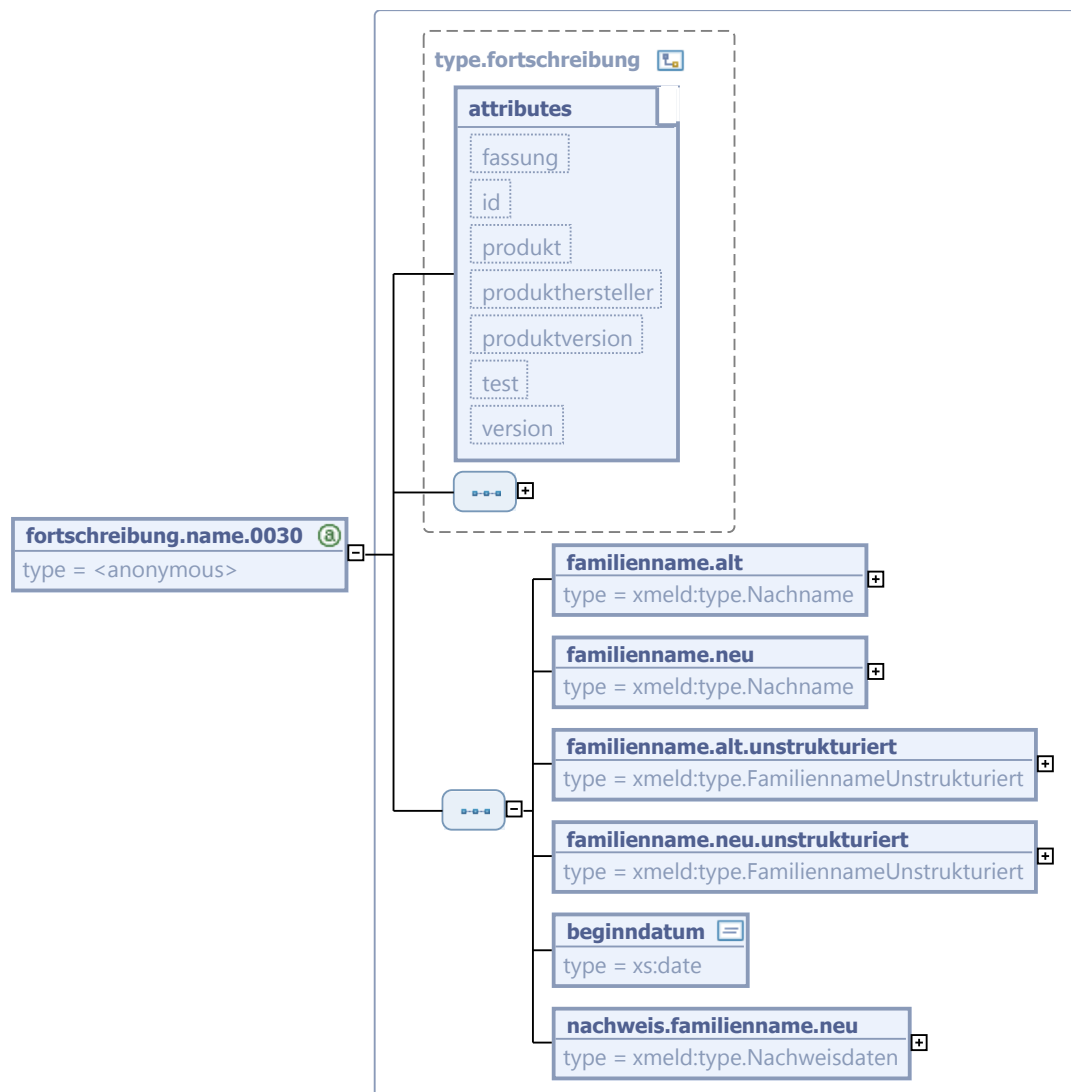 type.fortschreibung
attributes
fassung
id
produkt
produkthersteller
produktversion
test
version
fortschreibung.name.0030
type = <anonymous>
familienname.alt
type = xmeld:type.Nachname
familienname.neu
type = xmeld:type.Nachname
familienname.alt.unstrukturiert
type = xmeld:type.FamiliennameUnstrukturiert
familienname.neu.unstrukturiert
type = xmeld:type.FamiliennameUnstrukturiert
beginndatum
type = xs:date
nachweis.familienname.neu
type = xmeld:type.Nachweisdaten